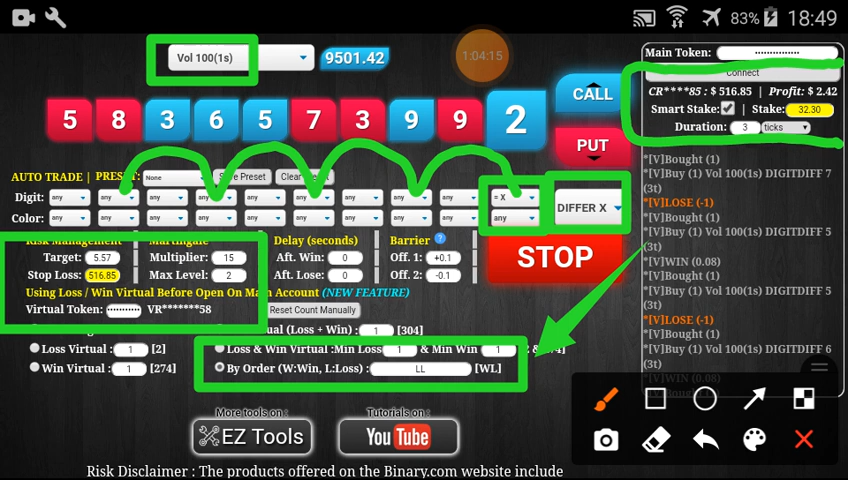 83% 18:49
Vol 100(1s) 9501.42 1:04:15
Main Token: ••••••••••••••
Connect
CR****85 : $ 516.85 | Profit: $ 2.42
Smart Stake: | Stake: 32.30
Duration: 3 ticks
5 8 3 6 5 7 3 9 9 2
CALL
PUT
AUTO TRADE | PRESET: None Save Preset
Digit: any any any any any any any any any = X
Color: any any any any any any any any any any
DIFFER X
STOP
Risk Management Martingale Delay (seconds) Barrier ?
Target: 5.57 Multiplier: 15 Aft. Win: 0 Off. 1: +0.1
Stop Loss: 516.85 Max Level: 2 Aft. Lose: 0 Off. 2: -0.1
Using Loss / Win Virtual Before Open On Main Account (NEW FEATURE)
Virtual Token: ••••••••••• VR*******58 Reset Count Manually
(Loss + Win) : 1 [304]
Loss Virtual : 1 [2] Loss & Win Virtual :Min Loss 1 & Min Win 1
Win Virtual : 1 [274] By Order (W:Win, L:Loss) : LL [WL]
*[V]Bought (1)
*[V]Buy (1) Vol 100(1s) DIGITDIFF 7
(3t)
*[V]LOSE (-1)
*[V]Bought (1)
*[V]Buy (1) Vol 100(1s) DIGITDIFF 5
(3t)
*[V]WIN (0.08)
*[V]Bought (1)
*[V]Buy (1) Vol 100(1s) DIGITDIFF 5
(3t)
*[V]LOSE (-1)
*[V]Bought (1)
*[V]Buy (1) Vol 100(1s) DIGITDIFF 6
(3t)
*[V]WIN (0.08)
More tools on :
EZ Tools
Tutorials on :
YouTube
Risk Disclaimer : The products offered on the Binary.com website include